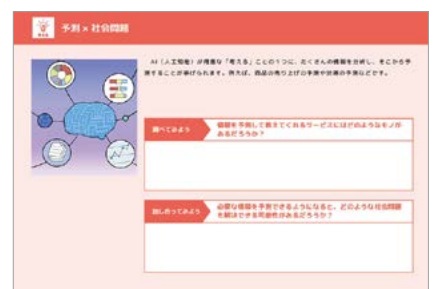 予測 × 社会問題
AI（人工知能）が得意な「考える」ことの1つに、たくさんの情報を分析し、そこから予
測することが挙げられます。例えば、商品の売り上げの予測や診療の予測などです。
調べてみよう
情報を予測して教えてくれるサービスにはどのようなモノが
あるだろうか？
話し合ってみよう
必要な情報を予測できるようになると、どのような社会問題
を解決できる可能性があるだろうか？